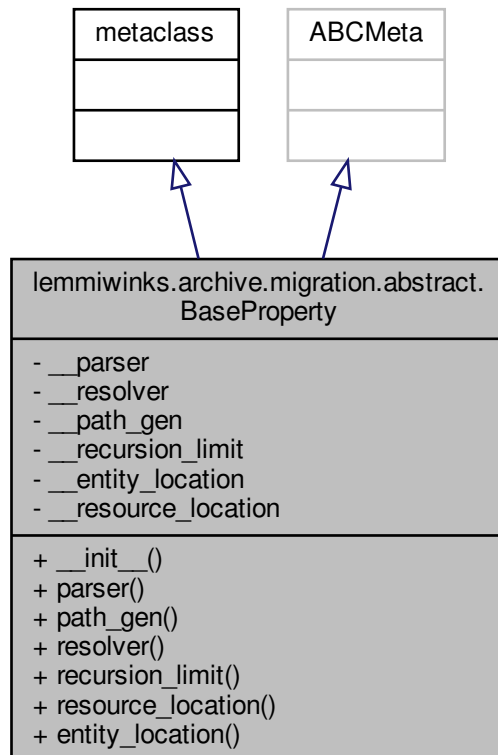 metaclass
ABCMeta
lemmiwinks.archive.migration.abstract.
BaseProperty
- __parser
- __resolver
- __path_gen
- __recursion_limit
- __entity_location
- __resource_location
+ __init__()
+ parser()
+ path_gen()
+ resolver()
+ recursion_limit()
+ resource_location()
+ entity_location()